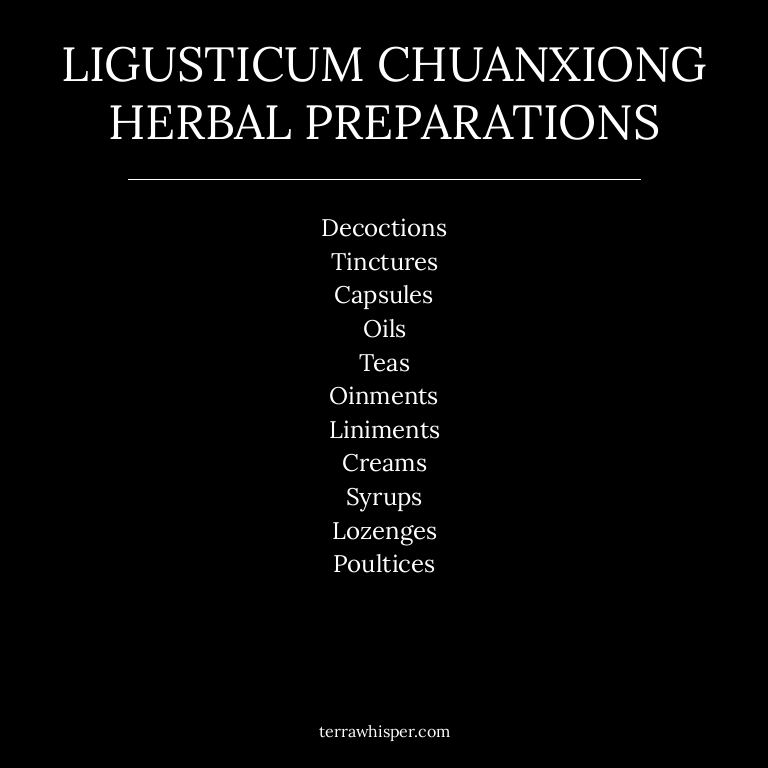 LIGUSTICUM CHUANXIONG
HERBAL PREPARATIONS
Decoctions
Tinctures
Capsules
Oils
Teas
Oinments
Liniments
Creams
Syrups
Lozenges
Poultices
terrawhisper.com